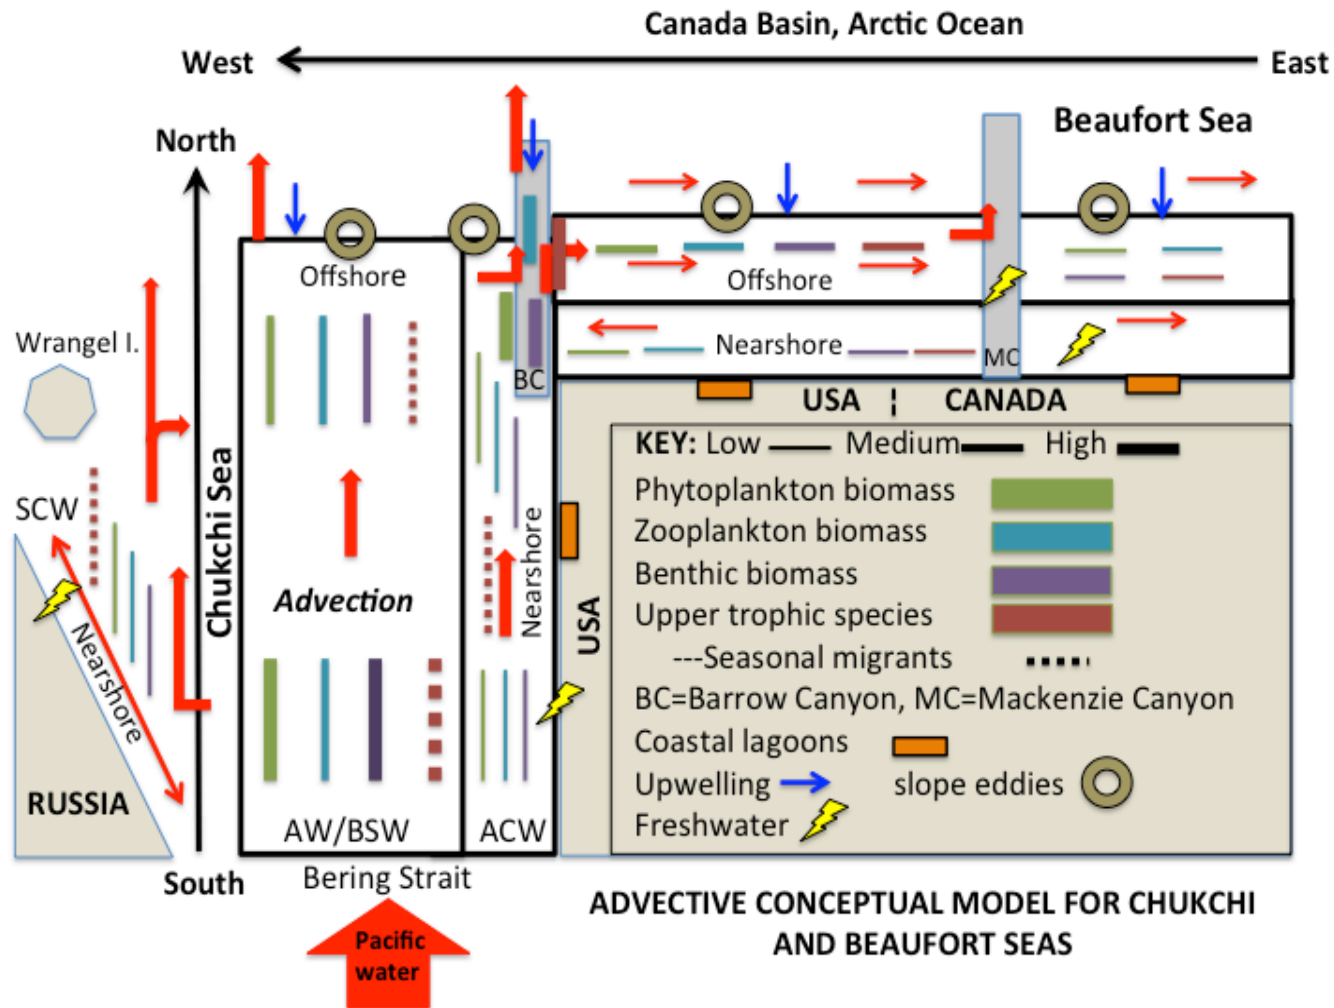 Canada Basin, Arctic Ocean
West
East
North
Beaufort Sea
Offshore
Offshore
Wrangel I.
Nearshore
BC
MC
USA ¦ CANADA
KEY: Low Medium High
Phytoplankton biomass
Zooplankton biomass
Benthic biomass
Upper trophic species
---Seasonal migrants
BC=Barrow Canyon, MC=Mackenzie Canyon
Coastal lagoons
Upwelling slope eddies
Freshwater
SCW
Chukchi Sea
Nearshore
USA
Advection
Nearshore
RUSSIA
AW/BSW
ACW
South
Bering Strait
Pacific
water
ADVECTIVE CONCEPTUAL MODEL FOR CHUKCHI
AND BEAUFORT SEAS